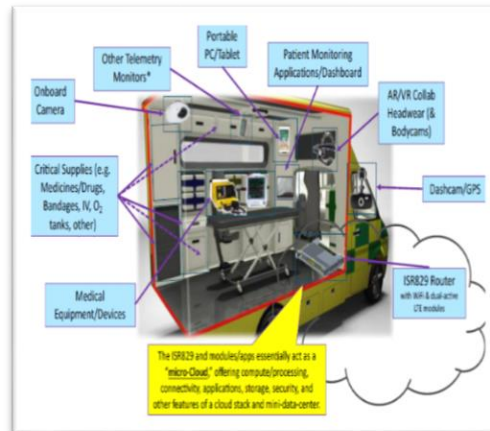 Portable
PC/Tablet
Other Telemetry
Monitors*
Patient Monitoring
Applications/Dashboard
Onboard
Camera
AR/VR Collab
Headwear (&
Bodycams)
Critical Supplies (e.g.
Medicines/Drugs,
Bandages, IV, O₂
tanks, other)
Dashcam/GPS
Medical
Equipment/Devices
ISR829 Router
with WiFi & dual-active
LTE modules
The ISR829 and modules/apps essentially act as a
"micro-Cloud," offering compute/processing,
connectivity, applications, storage, security, and
other features of a cloud stack and mini-data-center.